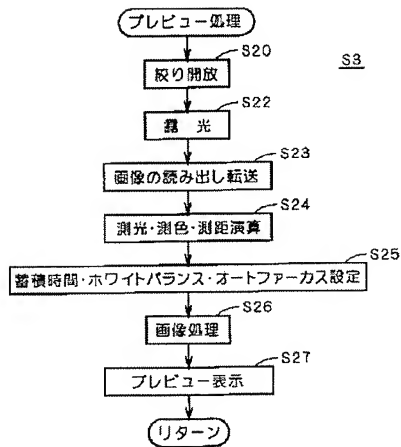 プレビュー処理
S20
S3
絞り開放
S22
露 光
S23
画像の読み出し転送
S24
測光・測色・測距演算
S25
蓄積時間・ホワイトバランス・オートファーカス設定
S26
画像処理
S27
プレビュー表示
リターン